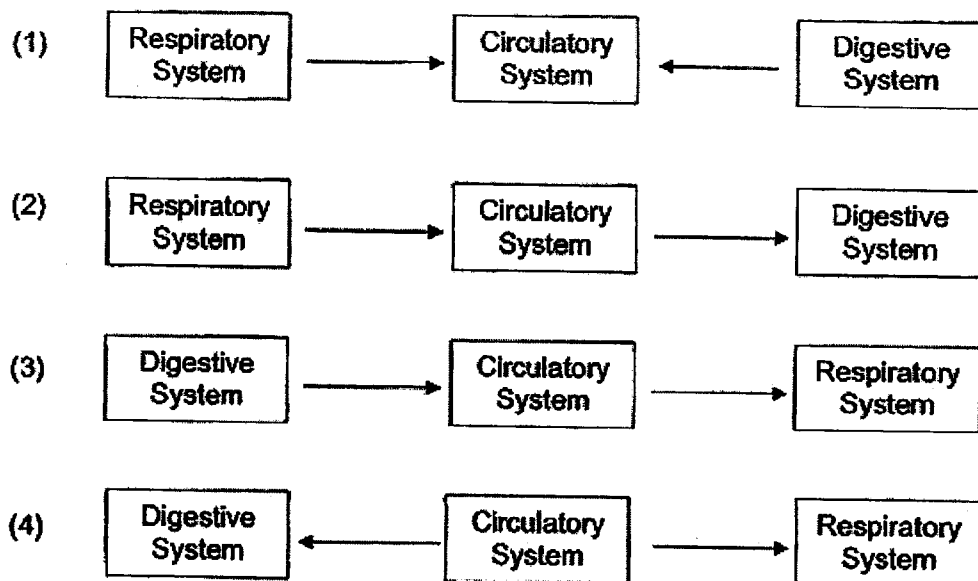 (1)
Respiratory
System
Circulatory
System
Digestive
System
(2)
Respiratory
System
Circulatory
System
Digestive
System
(3)
Digestive
System
Circulatory
System
Respiratory
System
(4)
Digestive
System
Circulatory
System
Respiratory
System